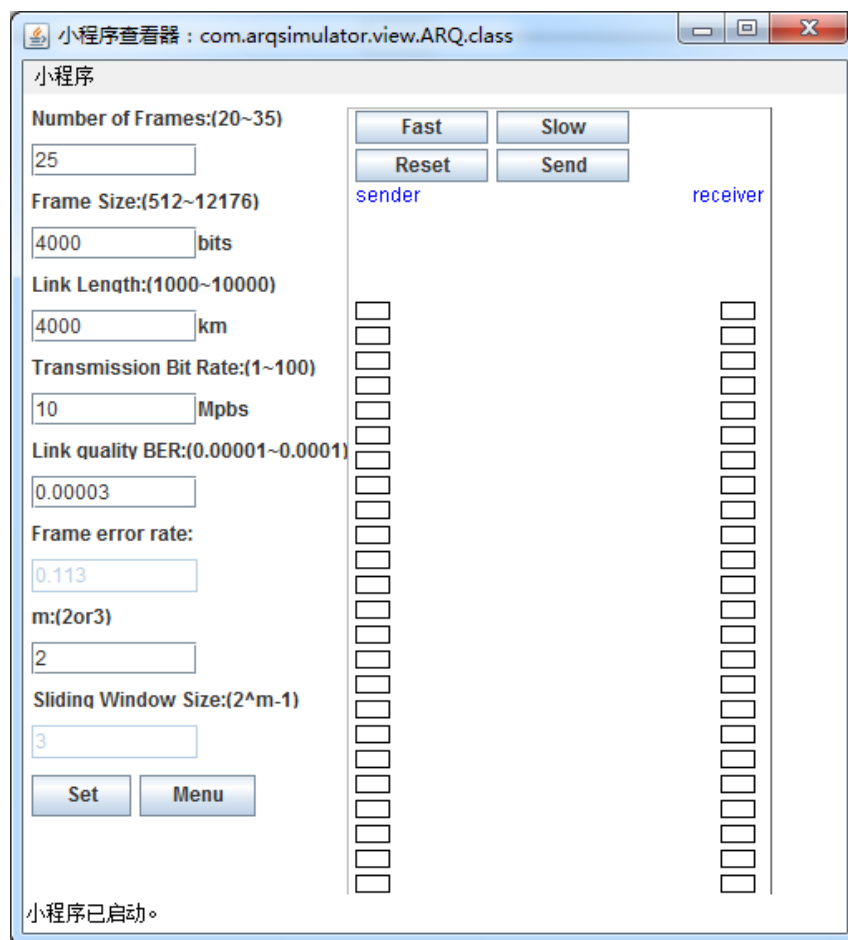 小程序查看器：com.arqsimulator.view.ARQ.class
小程序
Number of Frames:(20~35)
25
Frame Size:(512~12176)
4000 bits
Link Length:(1000~10000)
4000 km
Transmission Bit Rate:(1~100)
10 Mpbs
Link quality BER:(0.00001~0.0001)
0.00003
Frame error rate:
0.113
m:(2or3)
2
Sliding Window Size:(2^m-1)
3
Set Menu
Fast Slow
Reset Send
sender receiver
小程序已启动。